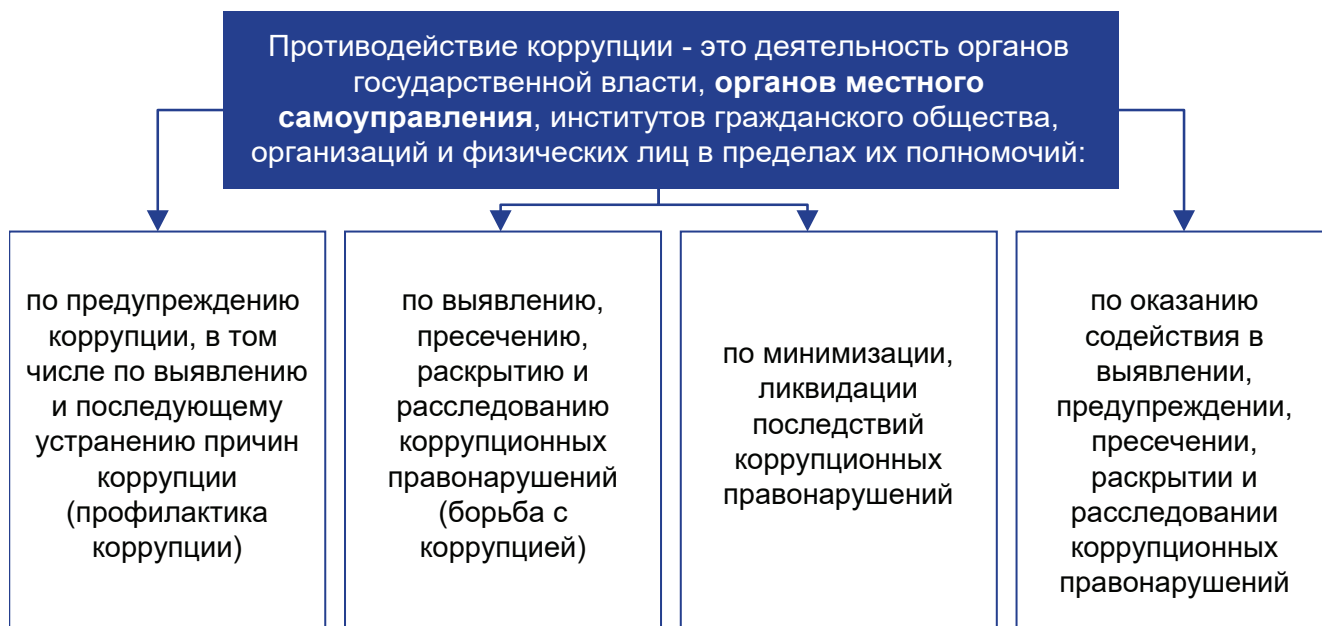 Противодействие коррупции - это деятельность органов
государственной власти, органов местного
самоуправления, институтов гражданского общества,
организаций и физических лиц в пределах их полномочий:
по предупреждению
коррупции, в том
числе по выявлению
и последующему
устранению причин
коррупции
(профилактика
коррупции)
по выявлению,
пресечению,
раскрытию и
расследованию
коррупционных
правонарушений
(борьба с
коррупцией)
по минимизации,
ликвидации
последствий
коррупционных
правонарушений
по оказанию
содействия в
выявлении,
предупреждении,
пресечении,
раскрытии и
расследовании
коррупционных
правонарушений